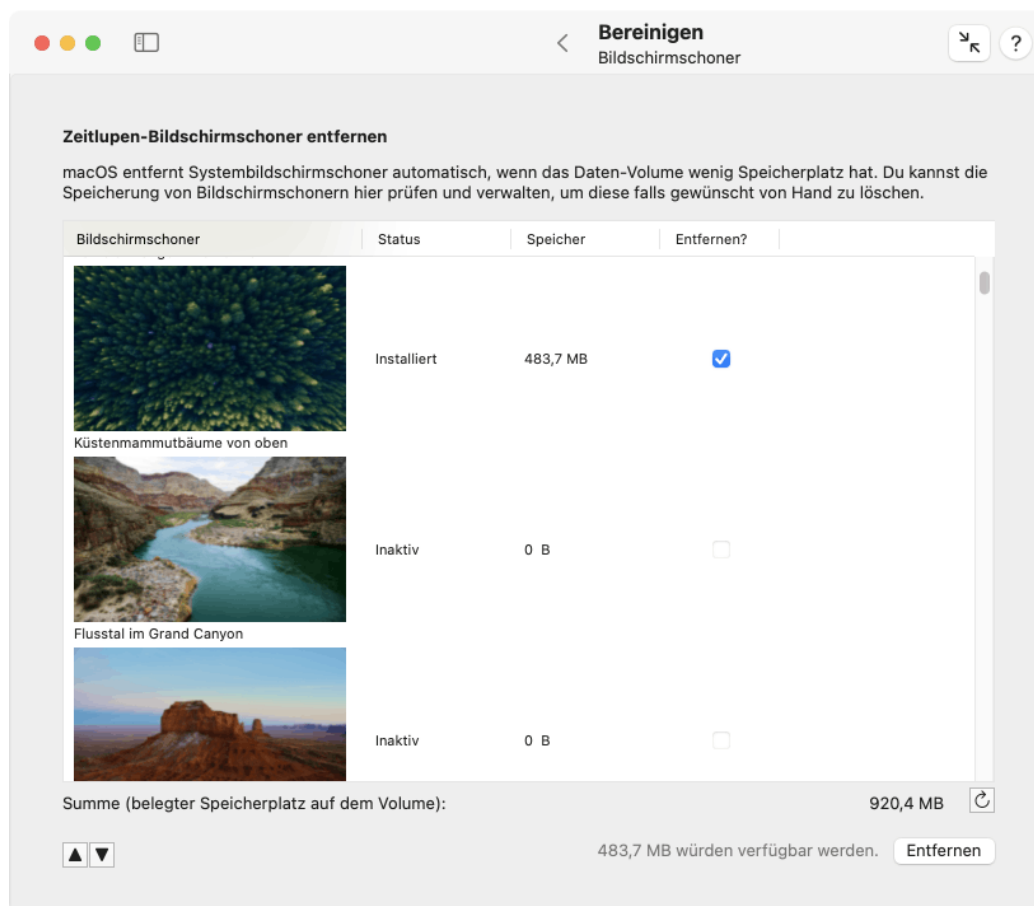 Bereinigen
Bildschirmschoner
?
Zeitlupen-Bildschirmschoner entfernen
macOS entfernt Systembildschirmschoner automatisch, wenn das Daten-Volume wenig Speicherplatz hat. Du kannst die
Speicherung von Bildschirmschonern hier prüfen und verwalten, um diese falls gewünscht von Hand zu löschen.
Bildschirmschoner Status Speicher Entfernen?
Installiert 483,7 MB
Küstenmammutbäume von oben
Inaktiv 0 B
Flusstal im Grand Canyon
Inaktiv 0 B
Summe (belegter Speicherplatz auf dem Volume): 920,4 MB
483,7 MB würden verfügbar werden. Entfernen